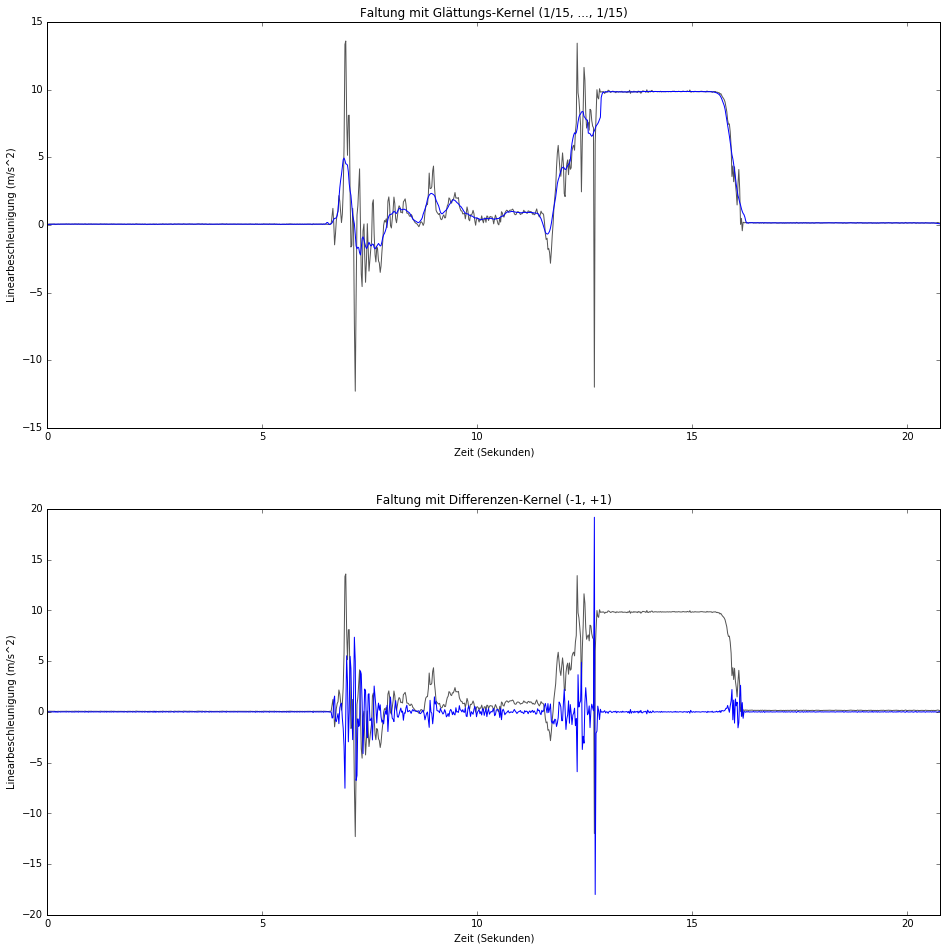 Faltung mit Glättungs-Kernel (1/15, ..., 1/15)
15
10
5
0
−5
−10
−15
Linearbeschleunigung (m/s^2)
0 5 10 15 20
Zeit (Sekunden)
Faltung mit Differenzen-Kernel (-1, +1)
20
15
10
5
0
−5
−10
−15
−20
Linearbeschleunigung (m/s^2)
0 5 10 15 20
Zeit (Sekunden)